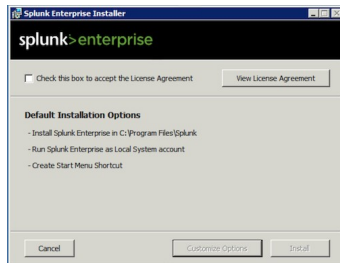 Splunk Enterprise Installer
splunk>enterprise
Check this box to accept the License Agreement
View License Agreement
Default Installation Options
- Install Splunk Enterprise in C:\Program Files\Splunk
- Run Splunk Enterprise as Local System account
- Create Start Menu Shortcut
Cancel
Customize Options
Install